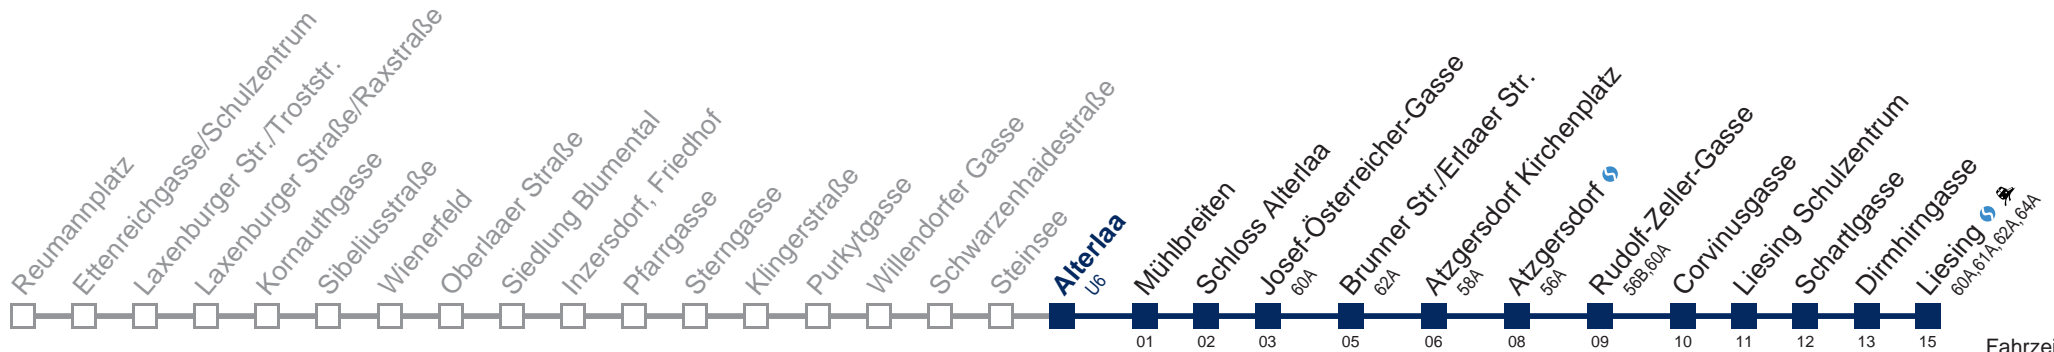 Reumannplatz
Ettenreichgasse/Schulzentrum
Laxenburger Str./Troststr.
Laxenburger Straße/Raxstraße
Kornauthgasse
Sibeliusstraße
Wienerfeld
Oberlaaer Straße
Siedlung Blumental
Inzersdorf, Friedhof
Pfarrgasse
Sterngasse
Klingerstraße
Purkytgasse
Willendorfer Gasse
Schwarzenhaidestraße
Steinsee
Alterlaa
U6
Mühlbreiten
Schloss Alterlaa
Josef-Österreicher-Gasse
60A
Brunner Str./Erlaaer Str.
62A
Atzgersdorf Kirchenplatz
58A
Atzgersdorf
56A
Rudolf-Zeller-Gasse
56B,60A
Corvinusgasse
Liesing Schulzentrum
Schartlgasse
Dirmhirngasse
Liesing
60A,61A,62A,64A
01 02 03 05 06 08 09 10 11 12 13 15
Fahrzei